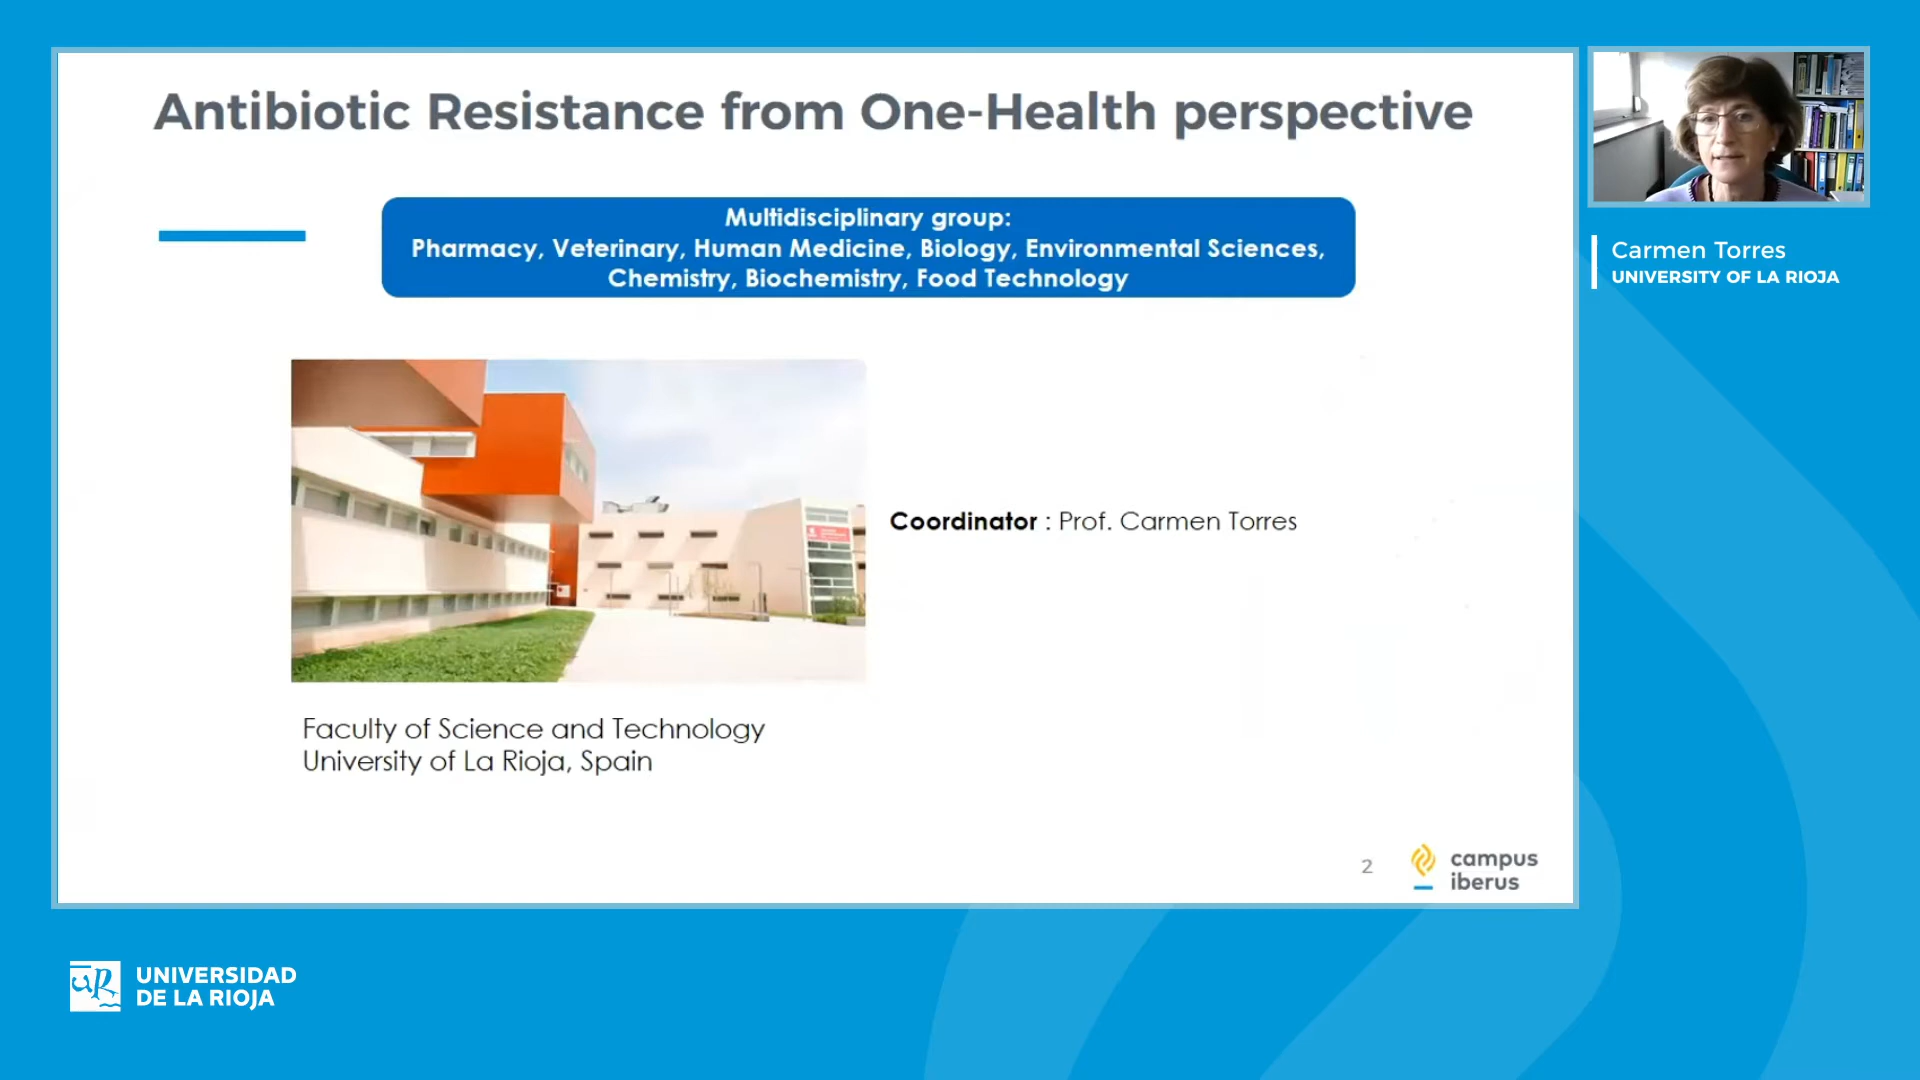 Antibiotic Resistance from One-Health perspective
Multidisciplinary group:
Pharmacy, Veterinary, Human Medicine, Biology, Environmental Sciences,
Chemistry, Biochemistry, Food Technology
Coordinator : Prof. Carmen Torres
Faculty of Science and Technology
University of La Rioja, Spain
2
campus
iberus
Carmen Torres
UNIVERSITY OF LA RIOJA
UR
UNIVERSIDAD
DE LA RIOJA